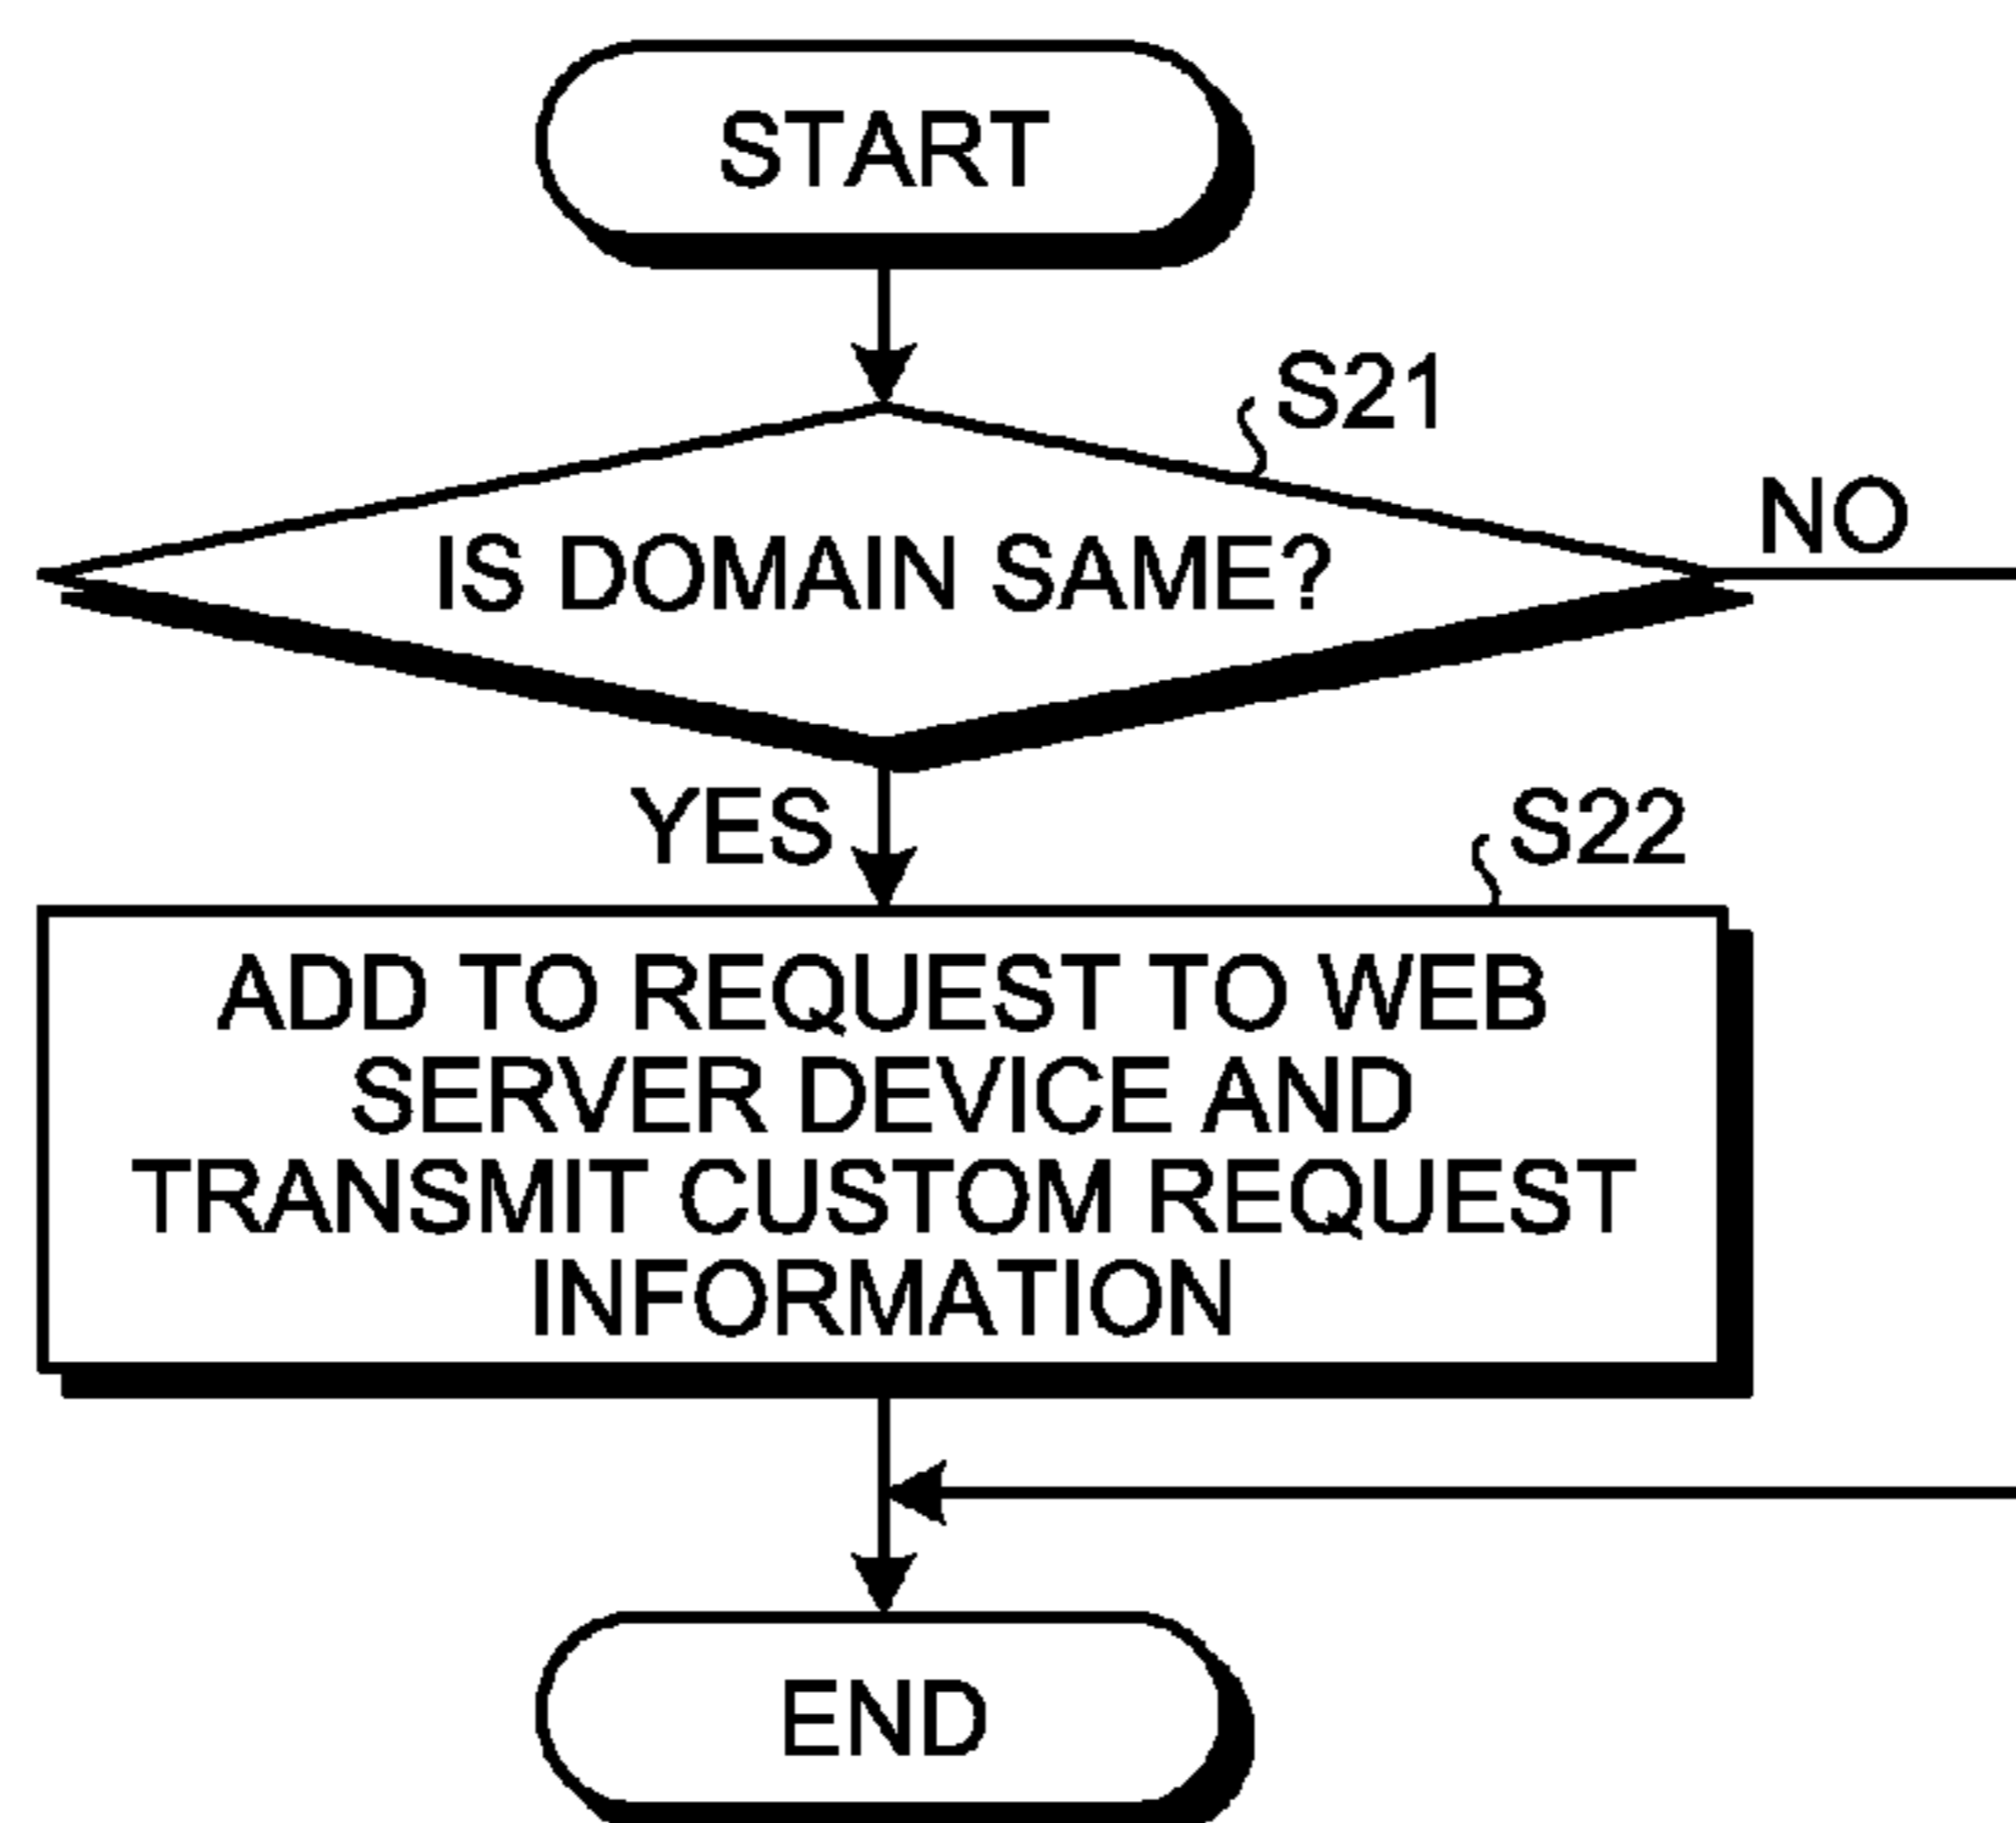 START
S21
IS DOMAIN SAME?
NO
YES
S22
ADD TO REQUEST TO WEB
SERVER DEVICE AND
TRANSMIT CUSTOM REQUEST
INFORMATION
END